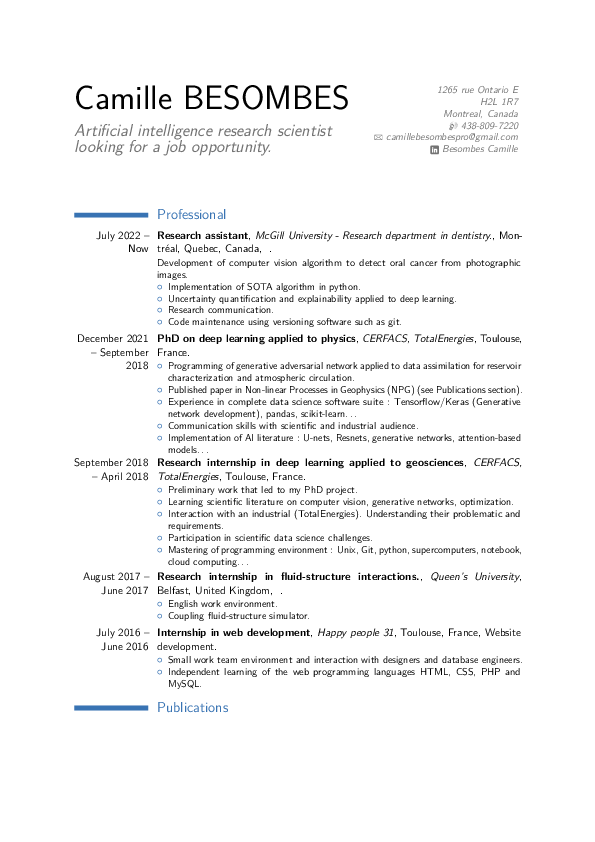 Camille BESOMBES
Artificial intelligence research scientist
looking for a job opportunity.
1265 rue Ontario E
H2L 1R7
Montreal, Canada
438-809-7220
camillebesombespro@gmail.com
Besombes Camille
Professional
July 2022 –
Now
Research assistant, McGill University - Research department in dentistry., Mon-
tréal, Quebec, Canada, .
Development of computer vision algorithm to detect oral cancer from photographic
images.
Implementation of SOTA algorithm in python.
Uncertainty quantification and explainability applied to deep learning.
Research communication.
Code maintenance using versioning software such as git.
December 2021
– September
2018
PhD on deep learning applied to physics, CERFACS, TotalEnergies, Toulouse,
France.
Programming of generative adversarial network applied to data assimilation for reservoir
characterization and atmospheric circulation.
Published paper in Non-linear Processes in Geophysics (NPG) (see Publications section).
Experience in complete data science software suite : Tensorflow/Keras (Generative
network development), pandas, scikit-learn. . .
Communication skills with scientific and industrial audience.
Implementation of AI literature : U-nets, Resnets, generative networks, attention-based
models. . .
September 2018
– April 2018
Research internship in deep learning applied to geosciences, CERFACS,
TotalEnergies, Toulouse, France.
Preliminary work that led to my PhD project.
Learning scientific literature on computer vision, generative networks, optimization.
Interaction with an industrial (TotalEnergies). Understanding their problematic and
requirements.
Participation in scientific data science challenges.
Mastering of programming environment : Unix, Git, python, supercomputers, notebook,
cloud computing. . .
August 2017 –
June 2017
Research internship in fluid-structure interactions., Queen's University,
Belfast, United Kingdom, .
English work environment.
Coupling fluid-structure simulator.
July 2016 –
June 2016
Internship in web development, Happy people 31, Toulouse, France, Website
development.
Small work team environment and interaction with designers and database engineers.
Independent learning of the web programming languages HTML, CSS, PHP and
MySQL.
Publications